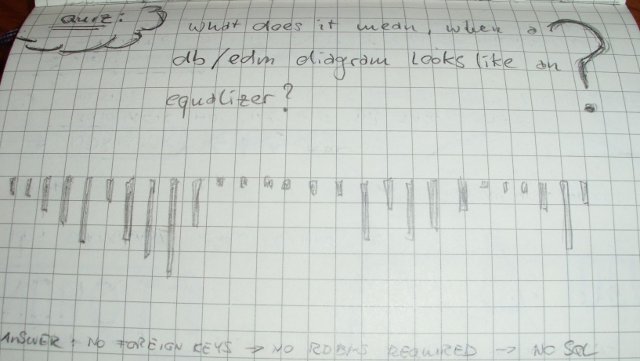 Quiz:
What does it mean, when a
db/edm diagram looks like an
equalizer?
?
ANSWER: NO FOREIGN KEYS → NO RDBMS REQUIRED → NO SQL